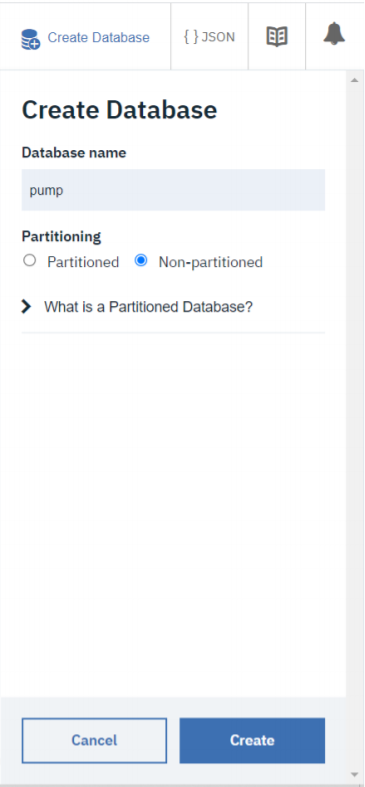 Create Database
{ } JSON
Create Database
Database name
pump
Partitioning
Partitioned Non-partitioned
What is a Partitioned Database?
Cancel Create